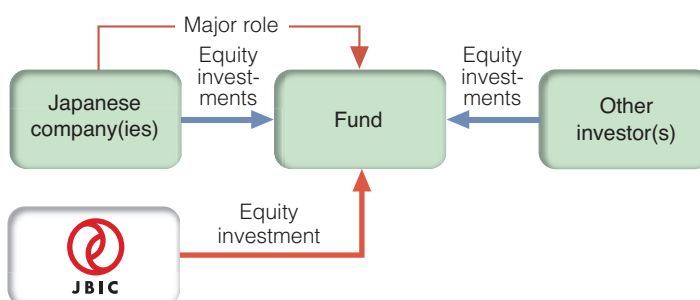 Major role
Equity
invest-
ments
Equity
invest-
ments
Japanese
company(ies)
Fund
Other
investor(s)
Equity
investment
JBIC